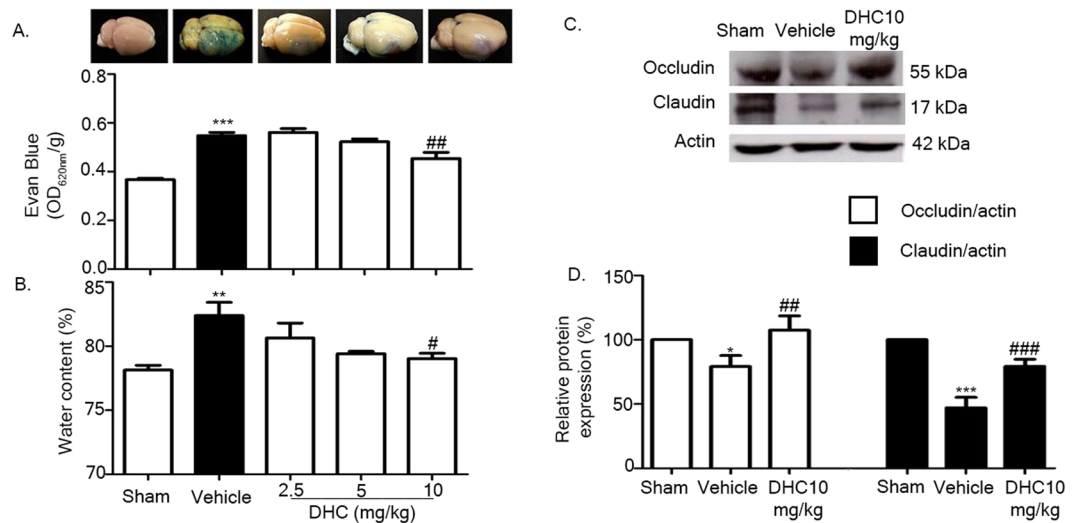 A.
0.8
0.6
0.4
0.2
0.0
Evan Blue
(OD620nm/g)
***
##
B.
85
80
75
70
Water content (%)
**
#
Sham
Vehicle
2.5
5
10
DHC (mg/kg)
C.
Sham Vehicle DHC10
mg/kg
Occludin 55 kDa
Claudin 17 kDa
Actin 42 kDa
Occludin/actin
Claudin/actin
D.
150
100
50
0
Relative protein
expression (%)
*
##
***
###
Sham Vehicle DHC10
mg/kg
Sham Vehicle DHC10
mg/kg